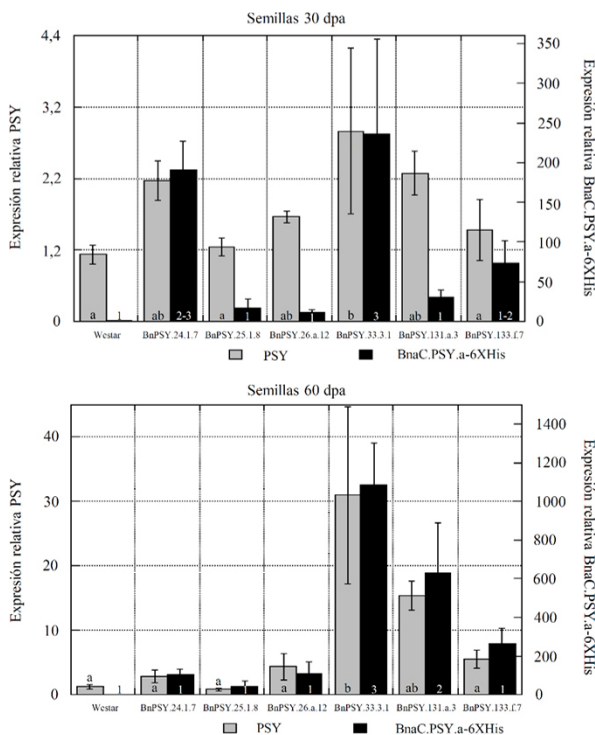 Semillas 30 dpa
Expresión relativa PSY
4,4
3,2
2,2
1,2
0
Expresión relativa BnaC.PSY.a-6XHis
350
300
250
200
150
100
50
0
a 1 ab 2-3 a 1 ab 1 b 3 ab 1 a 1-2
Westar BnPSY.24.1.7 BnPSY.25.1.8 BnPSY.26.a.12 BnPSY.33.3.1 BnPSY.131.a.3 BnPSY.133.f.7
PSY BnaC.PSY.a-6XHis
Semillas 60 dpa
Expresión relativa PSY
40
30
20
10
0
Expresión relativa BnaC.PSY.a-6XHis
1400
1200
1000
800
600
400
200
0
a 1 a 1 a 1 a 1 b 3 ab 2 a 1
Westar BnPSY.24.1.7 BnPSY.25.1.8 BnPSY.26.a.12 BnPSY.33.3.1 BnPSY.131.a.3 BnPSY.133.f.7
PSY BnaC.PSY.a-6XHis